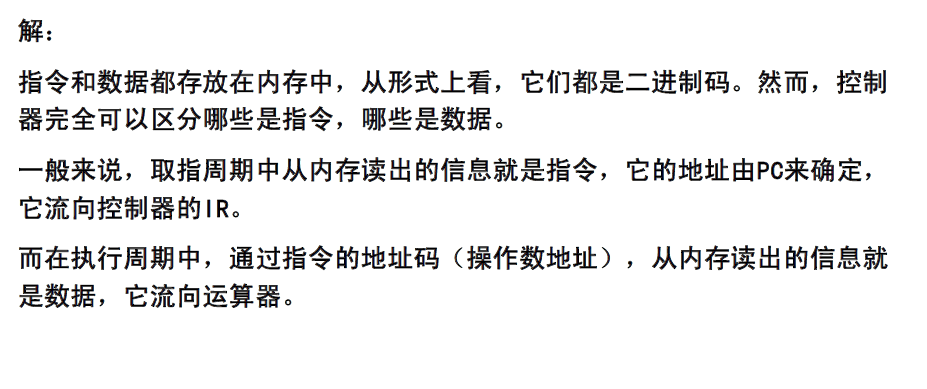 解：
指令和数据都存放在内存中，从形式上看，它们都是二进制码。然而，控制
器完全可以区分哪些是指令，哪些是数据。
一般来说，取指周期中从内存读出的信息就是指令，它的地址由PC来确定，
它流向控制器的IR。
而在执行周期中，通过指令的地址码（操作数地址），从内存读出的信息就
是数据，它流向运算器。